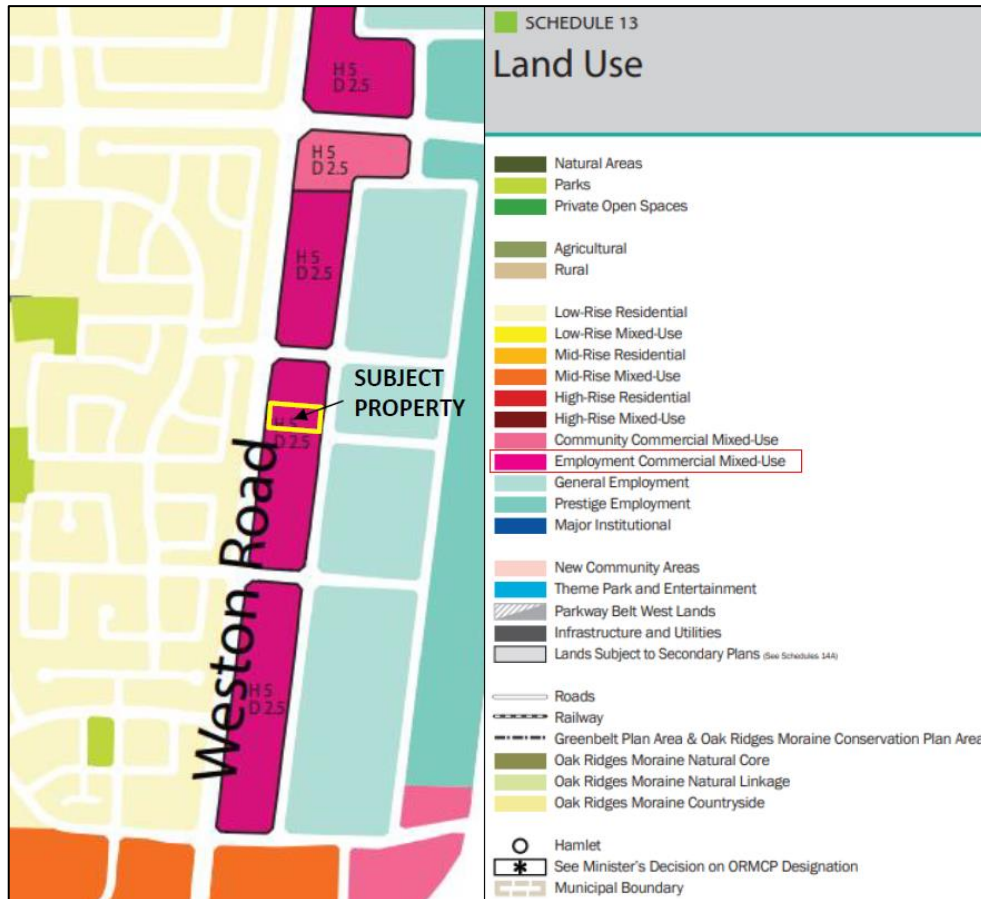 H 5
D 2.5
H 5
D 2.5
H 5
D 2.5
SUBJECT
PROPERTY
H 5
D 2.5
Weston Road
H 5
D 2.5
SCHEDULE 13
Land Use
Natural Areas
Parks
Private Open Spaces
Agricultural
Rural
Low-Rise Residential
Low-Rise Mixed-Use
Mid-Rise Residential
Mid-Rise Mixed-Use
High-Rise Residential
High-Rise Mixed-Use
Community Commercial Mixed-Use
Employment Commercial Mixed-Use
General Employment
Prestige Employment
Major Institutional
New Community Areas
Theme Park and Entertainment
Parkway Belt West Lands
Infrastructure and Utilities
Lands Subject to Secondary Plans (See Schedules 14A)
Roads
Railway
Greenbelt Plan Area & Oak Ridges Moraine Conservation Plan Area
Oak Ridges Moraine Natural Core
Oak Ridges Moraine Natural Linkage
Oak Ridges Moraine Countryside
Hamlet
See Minister's Decision on ORMCP Designation
Municipal Boundary